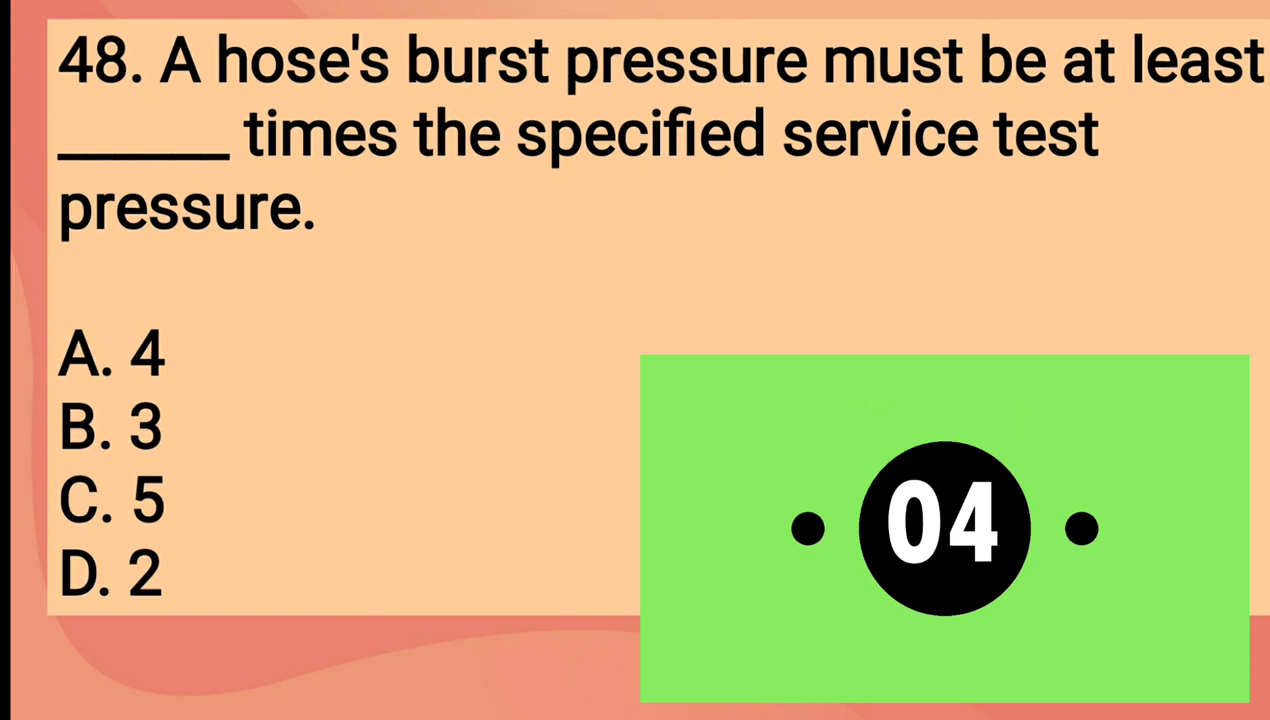 48. A hose's burst pressure must be at least
______ times the specified service test
pressure.
A. 4
B. 3
C. 5
D. 2
04